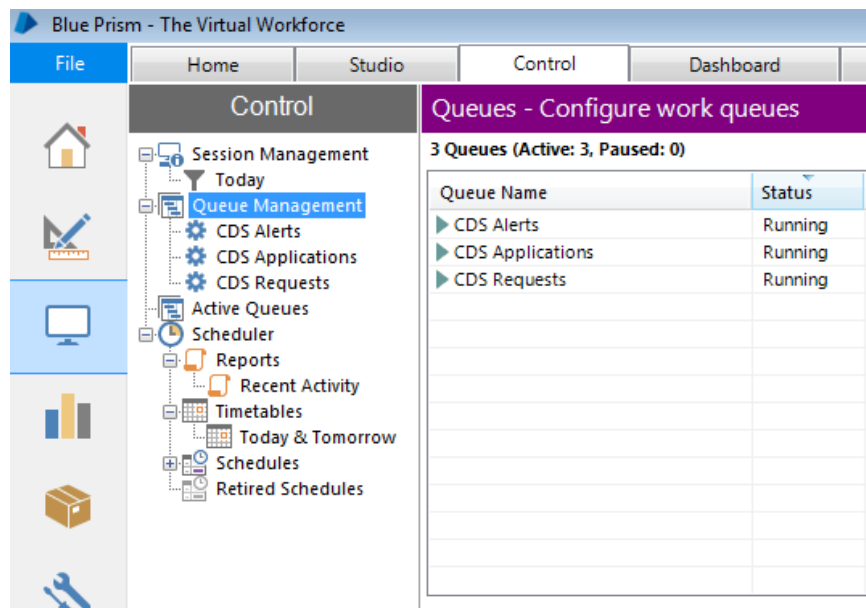 Blue Prism - The Virtual Workforce
File
Home
Studio
Control
Dashboard
Control
Session Management
Today
Queue Management
CDS Alerts
CDS Applications
CDS Requests
Active Queues
Scheduler
Reports
Recent Activity
Timetables
Today & Tomorrow
Schedules
Retired Schedules
Queues - Configure work queues
3 Queues (Active: 3, Paused: 0)
Queue Name Status
CDS Alerts Running
CDS Applications Running
CDS Requests Running